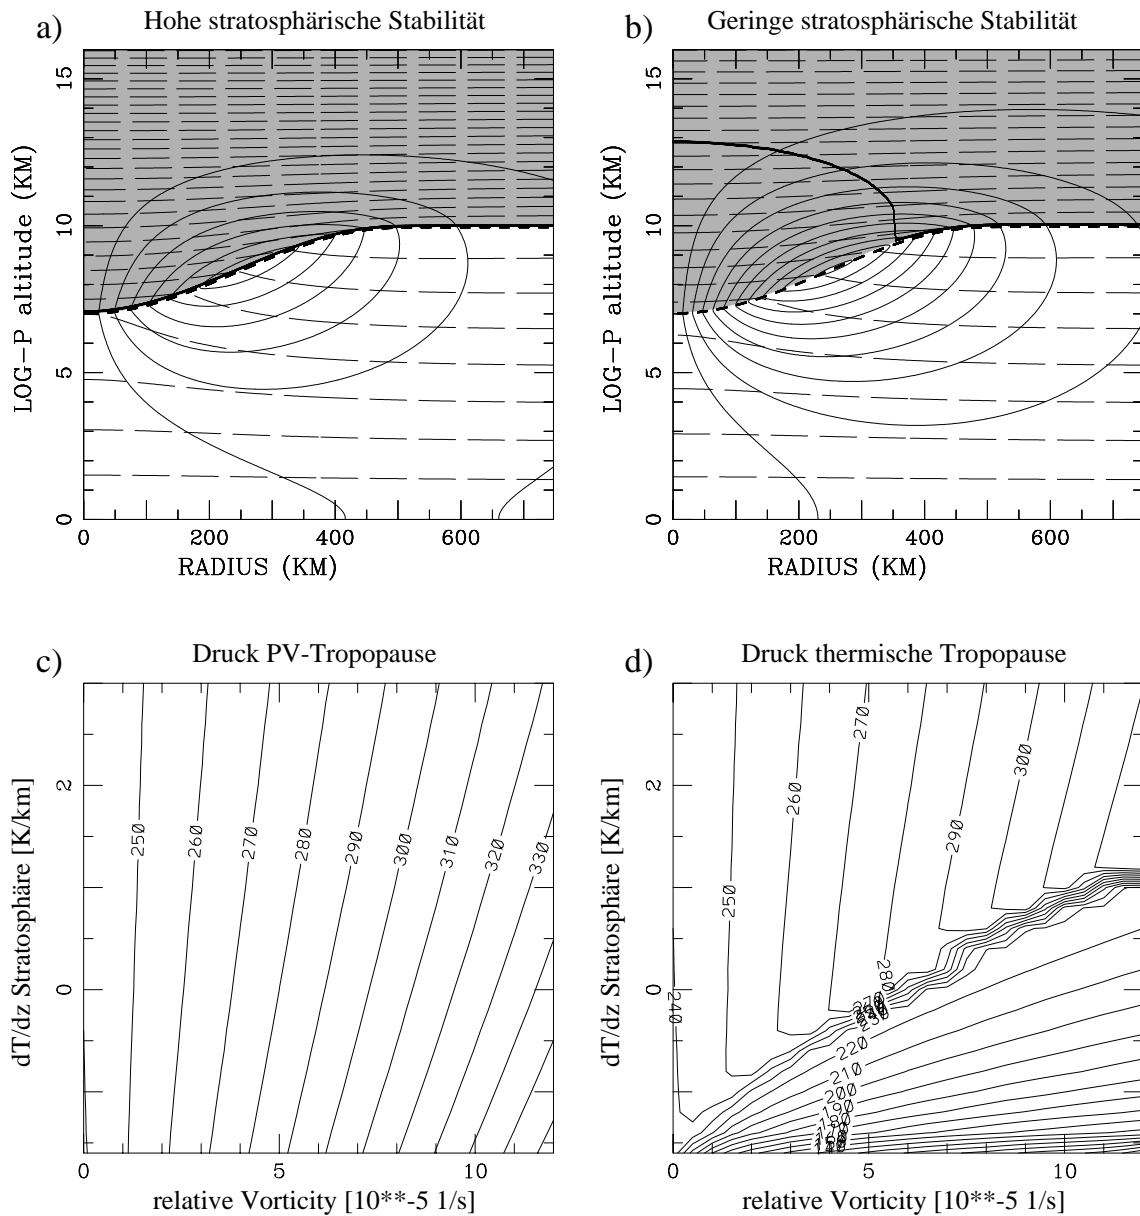 a) Hohe stratosphärische Stabilität
b) Geringe stratosphärische Stabilität
15
10
5
0
LOG-P altitude (KM)
0 200 400 600
RADIUS (KM)
15
10
5
0
LOG-P altitude (KM)
0 200 400 600
RADIUS (KM)
c) Druck PV-Tropopause
d) Druck thermische Tropopause
2
0
dT/dz Stratosphäre [K/km]
250 260 270 280 290 300 310 320 330
0 5 10
relative Vorticity [10**-5 1/s]
2
0
dT/dz Stratosphäre [K/km]
270
300
260
290
250
280
240
220
210
200
0 5 10
relative Vorticity [10**-5 1/s]